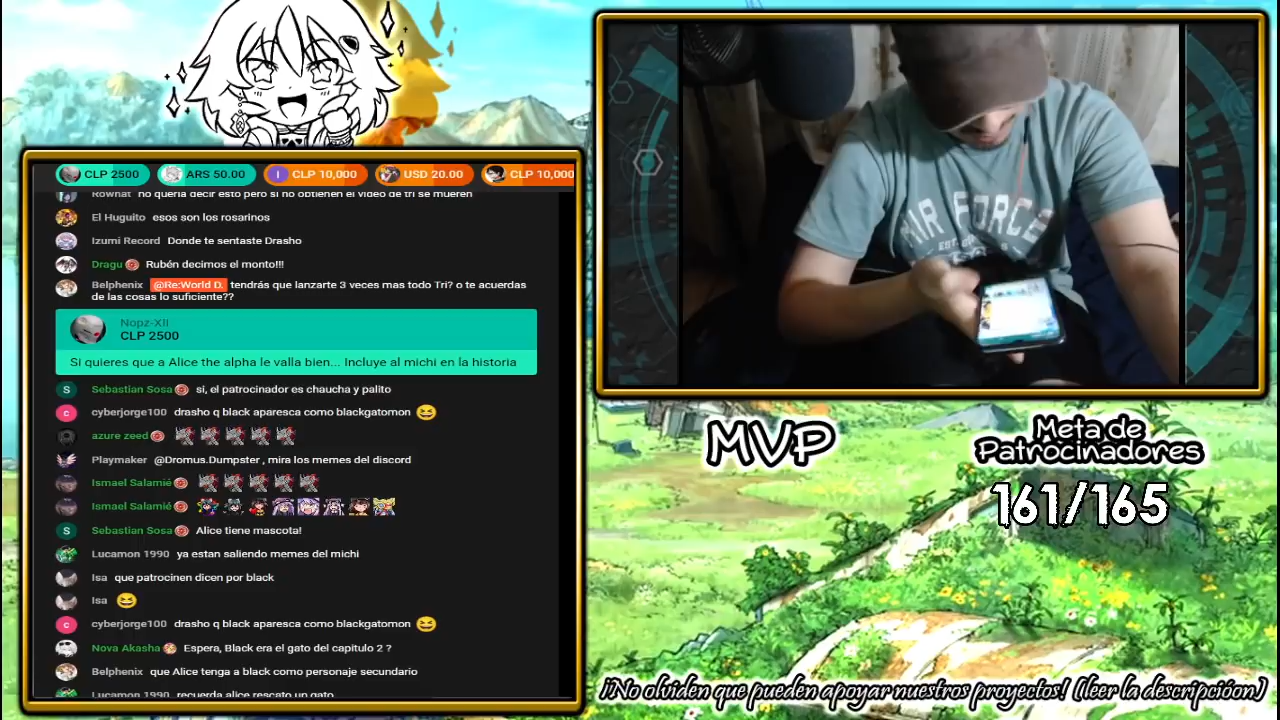 CLP 2500 ARS 50.00 CLP 10,000 USD 20.00 CLP 10,000
Rowhat no quería decir esto pero si no obtienen el video de tri se mueren
El Huguito esos son los rosarinos
Izumi Record Donde te sentaste Drasho
Dragu Rubén decimos el monto!!!
Belphenix @Re:World D. tendrás que lanzarte 3 veces mas todo Tri? o te acuerdas
de las cosas lo suficiente??
Nopz-XII
CLP 2500
Si quieres que a Alice the alpha le valla bien... Incluye al michi en la historia
S Sebastian Sosa si, el patrocinador es chaucha y palito
c cyberjorge100 drasho q black aparesca como blackgatomon
azure zeed
Playmaker @Dromus.Dumpster , mira los memes del discord
Ismael Salamié
Ismael Salamié
S Sebastian Sosa Alice tiene mascota!
Lucamon 1990 ya estan saliendo memes del michi
Isa que patrocinen dicen por black
Isa
c cyberjorge100 drasho q black aparesca como blackgatomon
Nova Akasha Espera, Black era el gato del capitulo 2 ?
Belphenix que Alice tenga a black como personaje secundario
Lucamon 1990 recuerda alice rescato un gato
AIR FORCE
MVP
Meta de
Patrocinadores
161/165
¡¡No olviden que pueden apoyar nuestros proyectos! (leer la descripcióon)